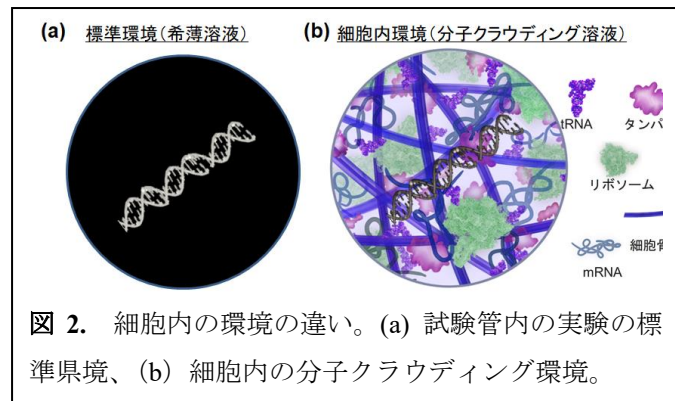 (a) 標準環境(希薄溶液)
(b) 細胞内環境(分子クラウディング溶液)
tRNA
タンパ
リボソーム
細胞骨
mRNA
図 2. 細胞内の環境の違い。(a) 試験管内の実験の標
準県境、(b) 細胞内の分子クラウディング環境。